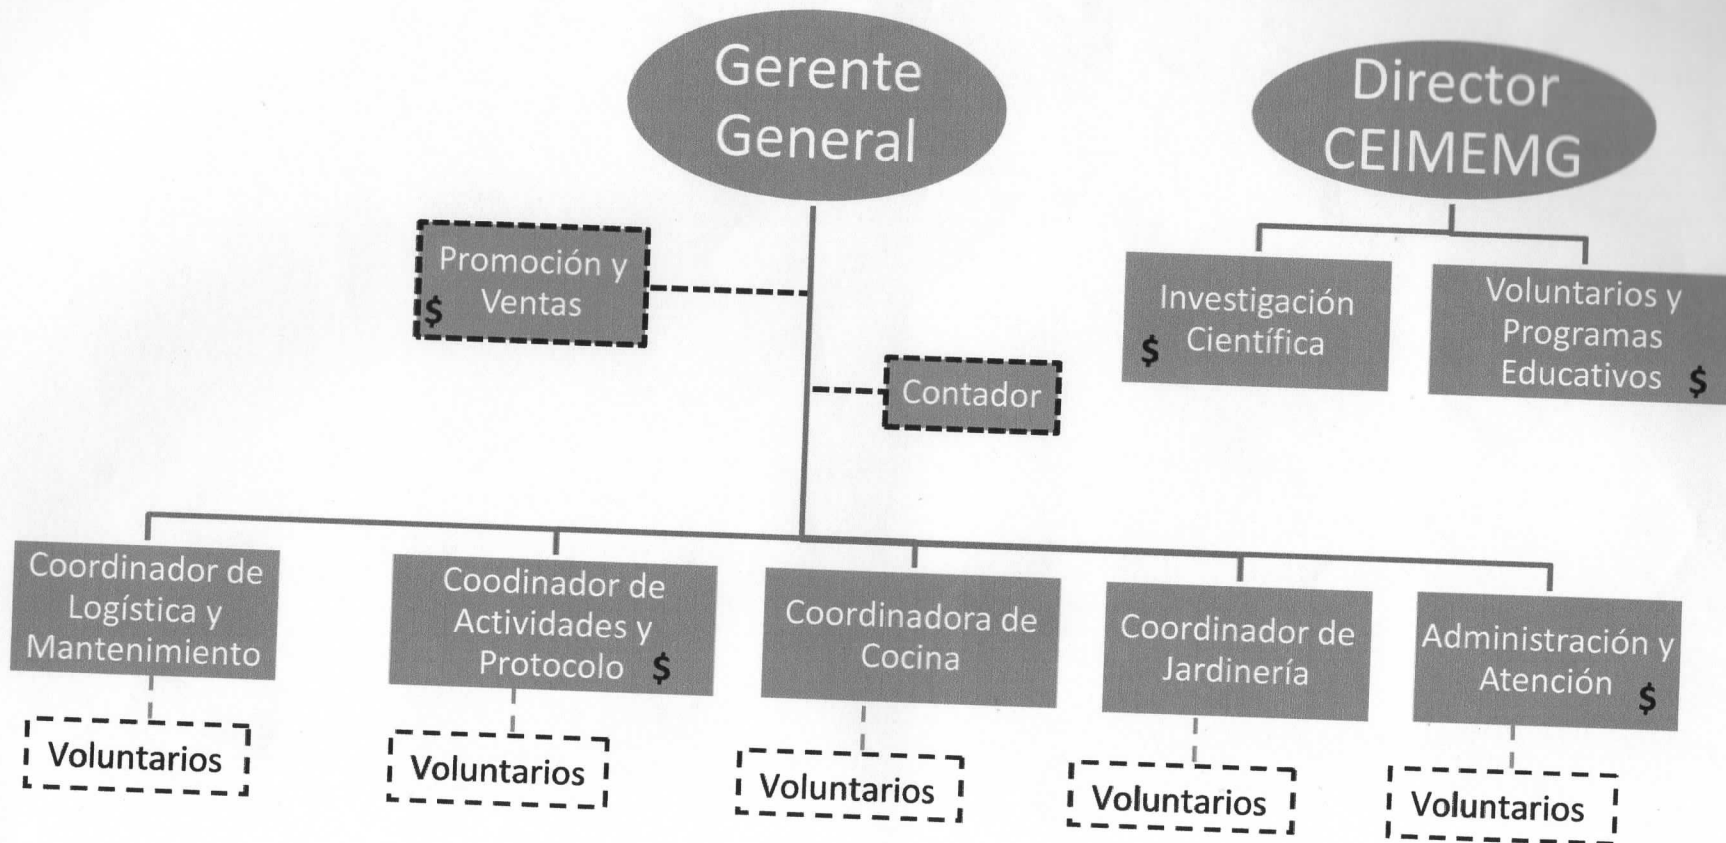 Gerente
General
Director
CEIMEMG
Promoción y
Ventas
$
Contador
Investigación
Científica
$
Voluntarios y
Programas
Educativos $
Coordinador de
Logística y
Mantenimiento
Coodinador de
Actividades y
Protocolo $
Coordinadora de
Cocina
Coordinador de
Jardinería
Administración y
Atención $
Voluntarios
Voluntarios
Voluntarios
Voluntarios
Voluntarios